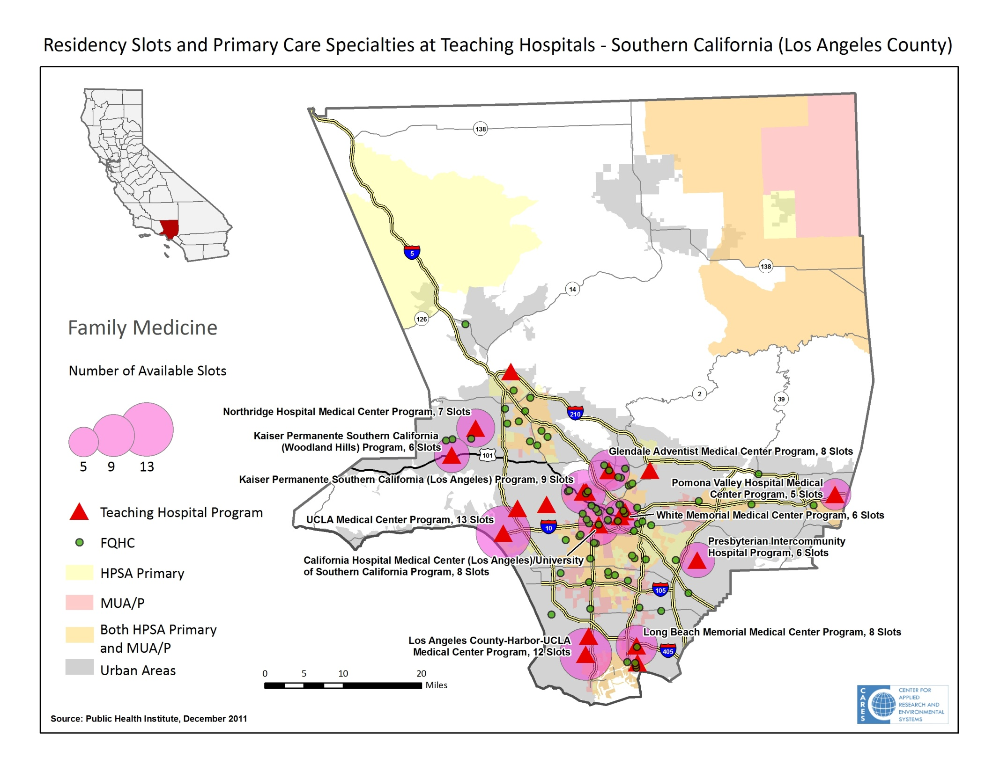 Residency Slots and Primary Care Specialties at Teaching Hospitals - Southern California (Los Angeles County)
138
5
138
14
126
Family Medicine
Number of Available Slots
5 9 13
2
39
210
Northridge Hospital Medical Center Program, 7 Slots
Kaiser Permanente Southern California
(Woodland Hills) Program, 6 Slots
101
Glendale Adventist Medical Center Program, 8 Slots
Kaiser Permanente Southern California (Los Angeles) Program, 9 Slots
Pomona Valley Hospital Medical
Center Program, 5 Slots
White Memorial Medical Center Program, 6 Slots
UCLA Medical Center Program, 13 Slots
10
Presbyterian Intercommunity
Hospital Program, 6 Slots
California Hospital Medical Center (Los Angeles)/University
of Southern California Program, 8 Slots
105
Long Beach Memorial Medical Center Program, 8 Slots
Los Angeles County-Harbor-UCLA
Medical Center Program, 12 Slots
405
Teaching Hospital Program
FQHC
HPSA Primary
MUA/P
Both HPSA Primary
and MUA/P
Urban Areas
0 5 10 20
Miles
Source: Public Health Institute, December 2011
CARES
CENTER FOR
APPLIED
RESEARCH AND
ENVIRONMENTAL
SYSTEMS